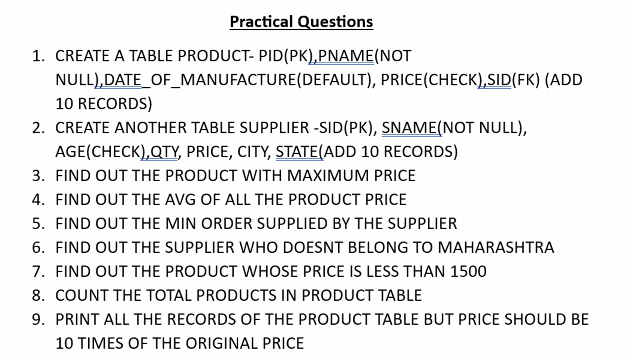 Practical Questions
1. CREATE A TABLE PRODUCT- PID(PK),PNAME(NOT
NULL),DATE_OF_MANUFACTURE(DEFAULT), PRICE(CHECK),SID(FK) (ADD
10 RECORDS)
2. CREATE ANOTHER TABLE SUPPLIER -SID(PK), SNAME(NOT NULL),
AGE(CHECK),QTY, PRICE, CITY, STATE(ADD 10 RECORDS)
3. FIND OUT THE PRODUCT WITH MAXIMUM PRICE
4. FIND OUT THE AVG OF ALL THE PRODUCT PRICE
5. FIND OUT THE MIN ORDER SUPPLIED BY THE SUPPLIER
6. FIND OUT THE SUPPLIER WHO DOESNT BELONG TO MAHARASHTRA
7. FIND OUT THE PRODUCT WHOSE PRICE IS LESS THAN 1500
8. COUNT THE TOTAL PRODUCTS IN PRODUCT TABLE
9. PRINT ALL THE RECORDS OF THE PRODUCT TABLE BUT PRICE SHOULD BE
10 TIMES OF THE ORIGINAL PRICE